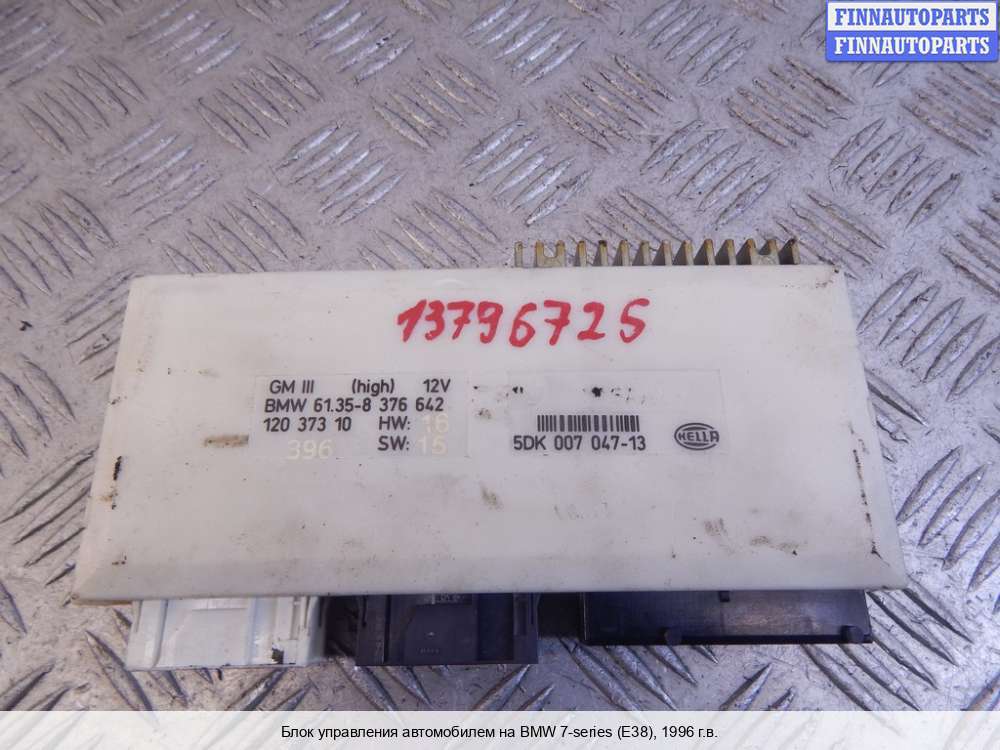 FINNAUTOPARTS
FINNAUTOPARTS
13796725
GM III (high) 12V
BMW 61.35-8 376 642
120 373 10 HW: 16
396 SW: 15
5DK 007 047-13
HELLA
Блок управления автомобилем на BMW 7-series (E38), 1996 г.в.